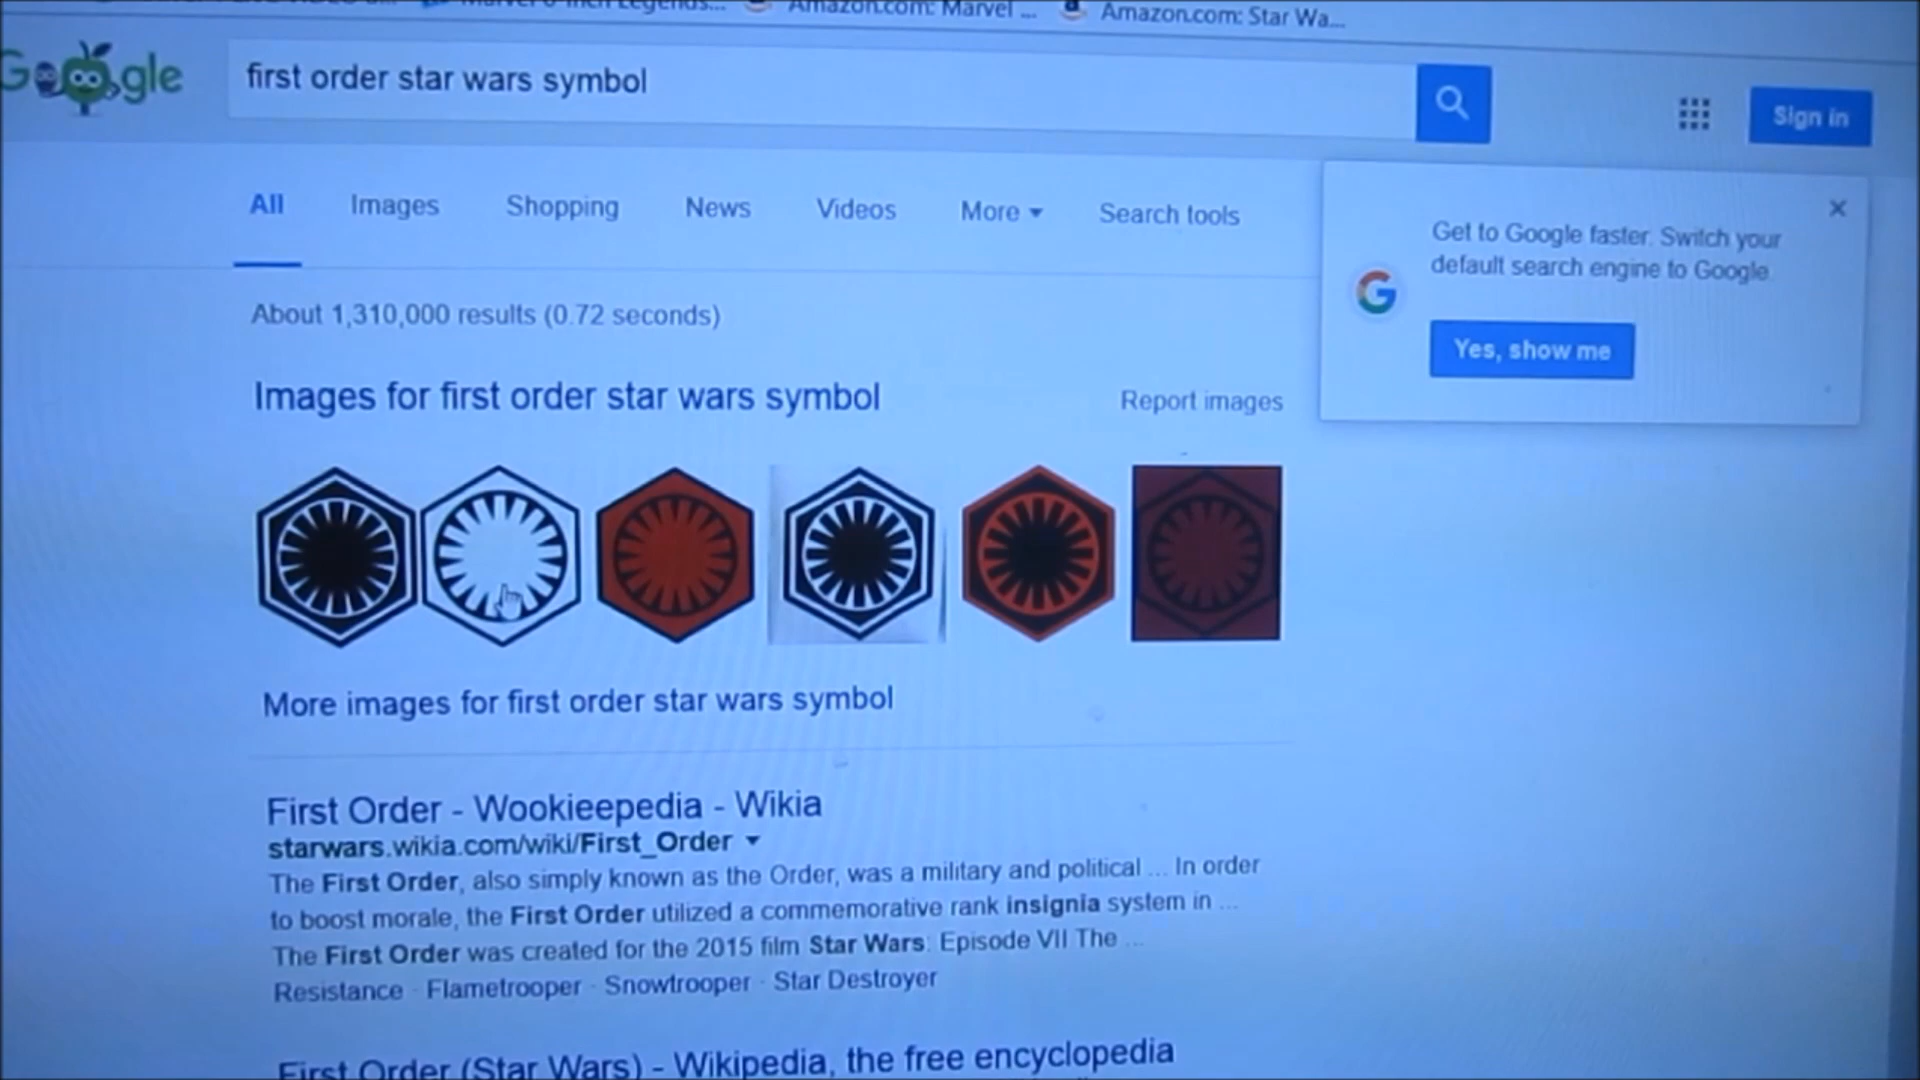 Marvel 6 Inch Legends...
Amazon.com: Marvel ...
Amazon.com: Star Wa...
Google
first order star wars symbol
Sign in
All
Images
Shopping
News
Videos
More
Search tools
Get to Google faster. Switch your
default search engine to Google.
Yes, show me
About 1,310,000 results (0.72 seconds)
Images for first order star wars symbol
Report images
More images for first order star wars symbol
First Order - Wookieepedia - Wikia
starwars.wikia.com/wiki/First_Order
The First Order, also simply known as the Order, was a military and political ... In order
to boost morale, the First Order utilized a commemorative rank insignia system in ...
The First Order was created for the 2015 film Star Wars: Episode VII The ...
Resistance · Flametrooper · Snowtrooper · Star Destroyer
First Order (Star Wars) - Wikipedia, the free encyclopedia